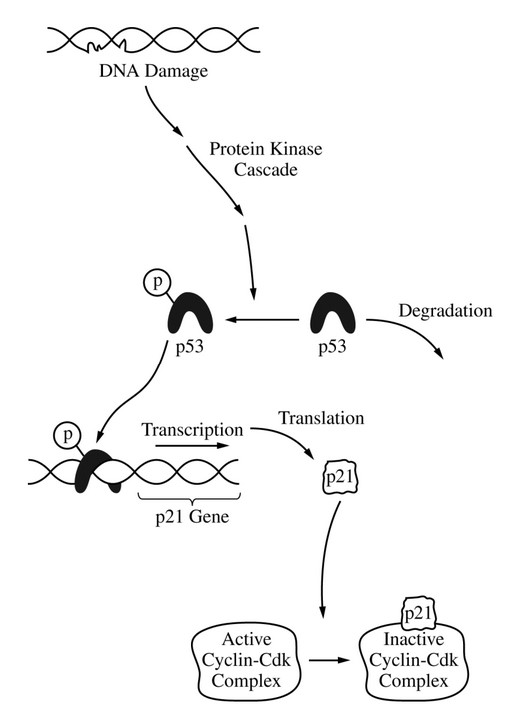 DNA Damage
Protein Kinase
Cascade
p
Degradation
p53
p53
p
Transcription
Translation
p21
p21 Gene
p21
Active
Cyclin-Cdk
Complex
Inactive
Cyclin-Cdk
Complex